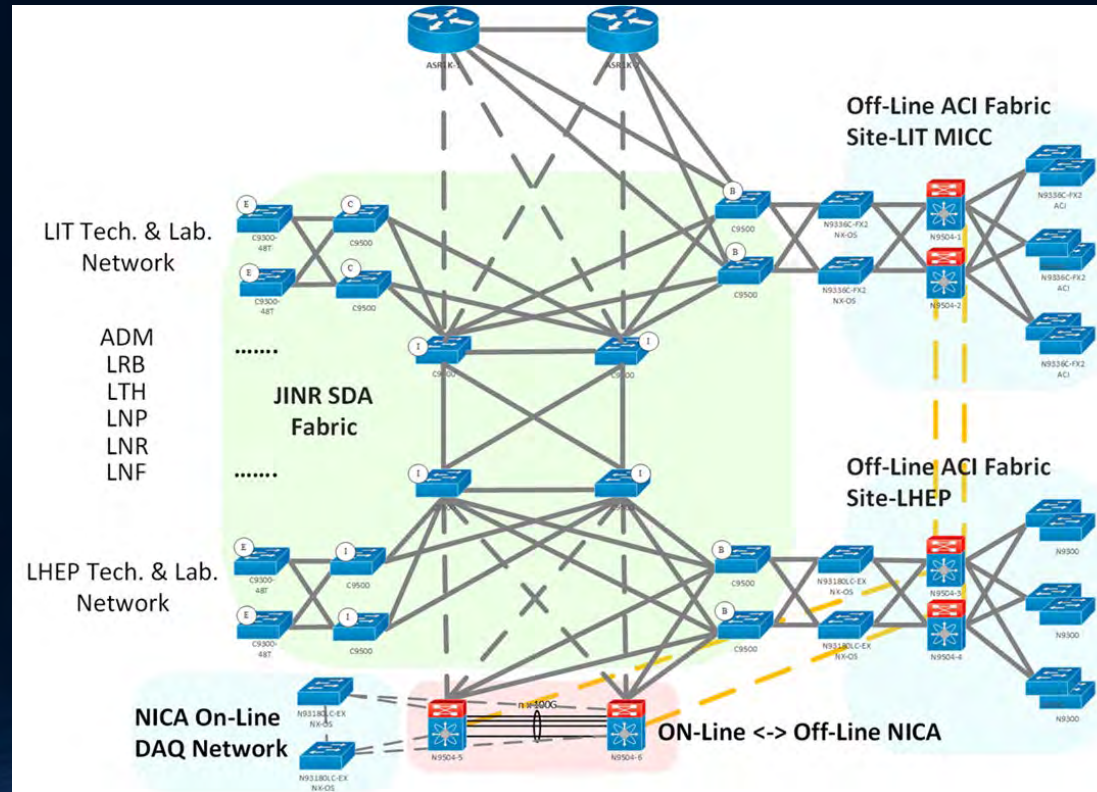 ASR1K-1
Off-Line ACI Fabric
Site-LIT MICC
LIT Tech. & Lab.
Network
E
C9300-
48T
C
C9500
E
C9300-
48T
C
C9500
B
C9500
B
C9500
N9336C-FX2
NX-OS
N9336C-FX2
NX-OS
N9504-1
N9504-2
N9336C-FX2
ACI
N9336C-FX2
ACI
N9336C-FX2
ACI
ADM
LRB
LTH
LNP
LNR
LNF
.......
.......
JINR SDA
Fabric
I
I
I
I
Off-Line ACI Fabric
Site-LHEP
LHEP Tech. & Lab.
Network
E
C9300-
48T
I
C9500
E
C9300-
48T
I
C9500
B
C9500
B
C9500
N93180LC-EX
NX-OS
N93180LC-EX
NX-OS
N9504-3
N9504-4
N9300
N9300
N9300
NICA On-Line
DAQ Network
N93180LC-EX
NX-OS
N93180LC-EX
NX-OS
n x 100G
N9504-5
N9504-6
ON-Line <-> Off-Line NICA